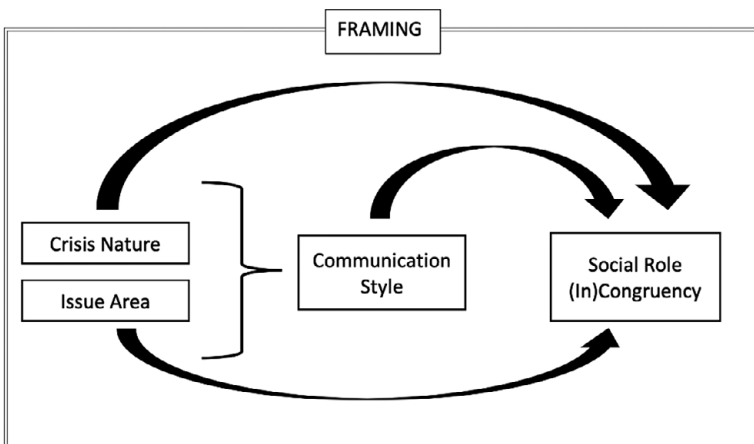 FRAMING
Crisis Nature
Issue Area
Communication
Style
Social Role
(In)Congruency